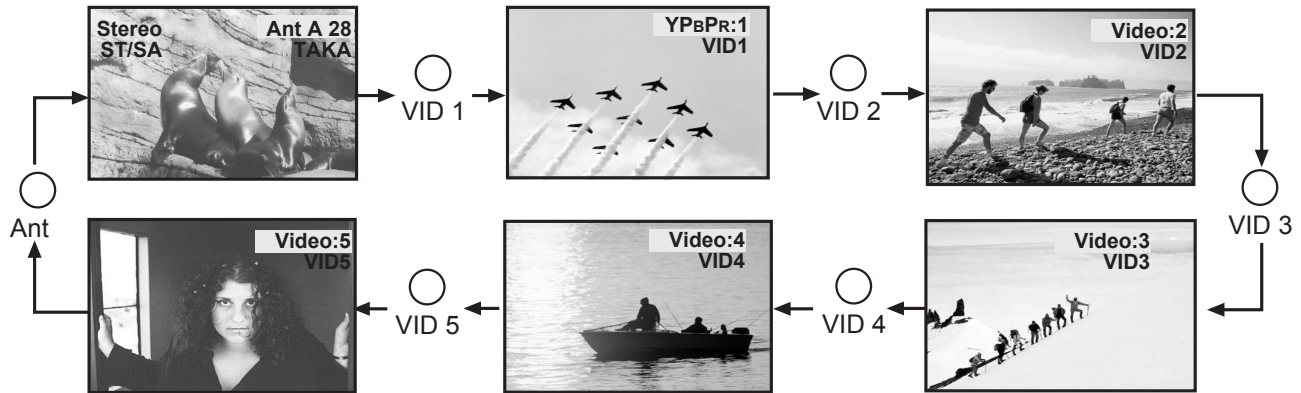 Stereo
ST/SA
Ant A 28
TAKA
VID 1
YPBPR:1
VID1
VID 2
Video:2
VID2
VID 3
Video:3
VID3
VID 4
Video:4
VID4
VID 5
Video:5
VID5
Ant